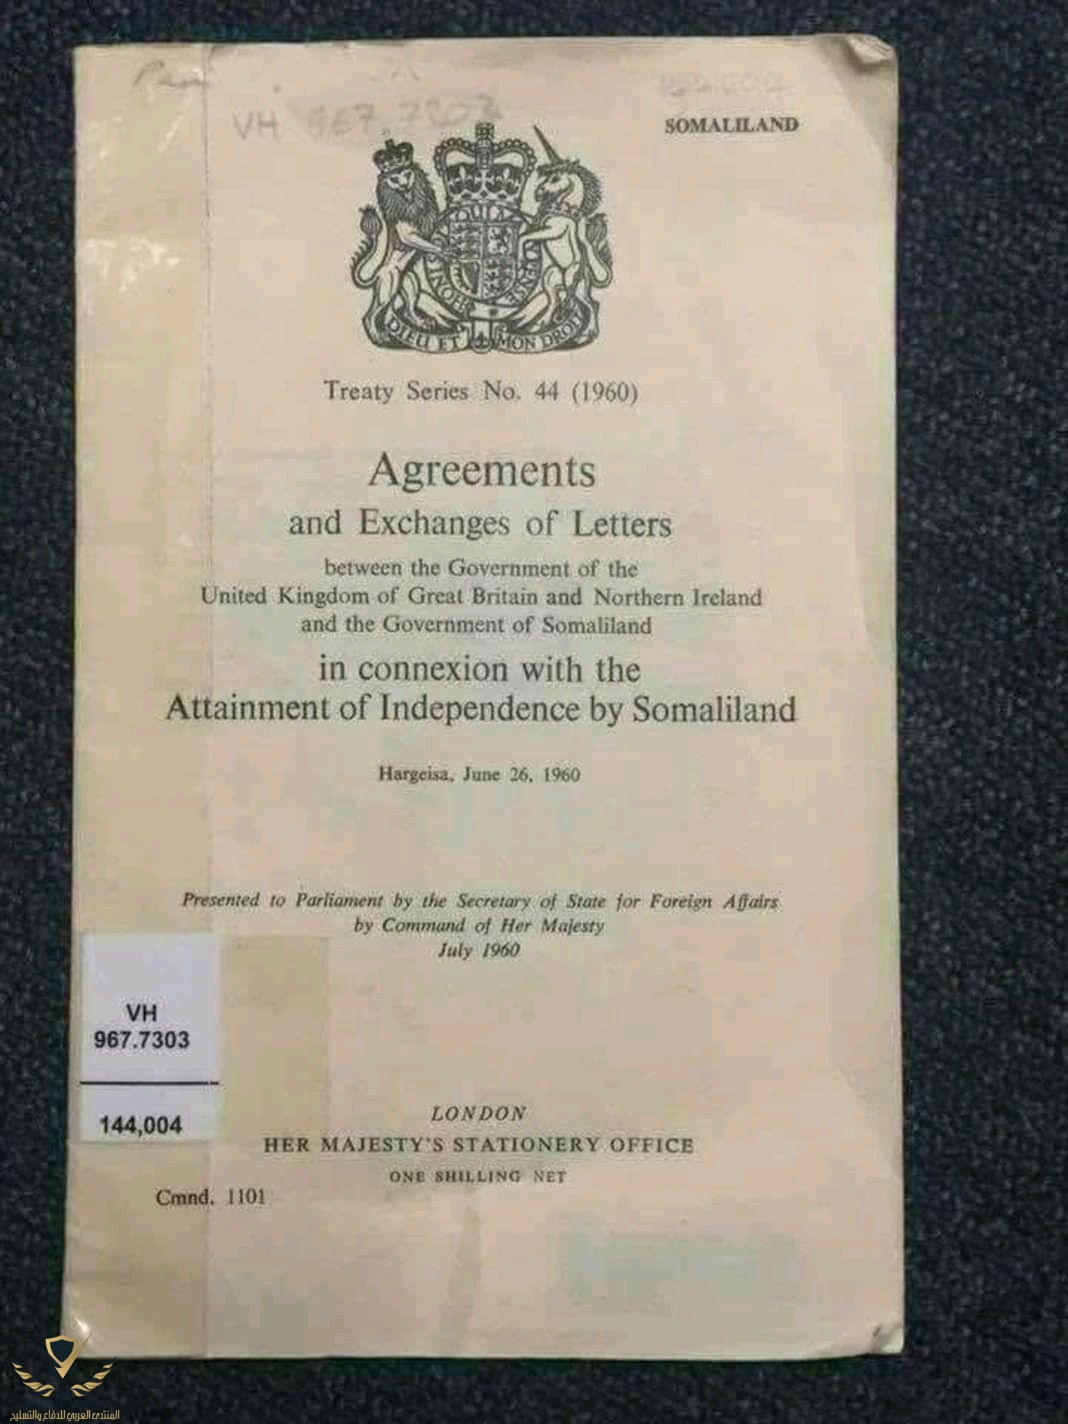 VH 967.7303
SOMALILAND
DIEU ET MON DROIT
Treaty Series No. 44 (1960)
Agreements
and Exchanges of Letters
between the Government of the
United Kingdom of Great Britain and Northern Ireland
and the Government of Somaliland
in connexion with the
Attainment of Independence by Somaliland
Hargeisa, June 26, 1960
Presented to Parliament by the Secretary of State for Foreign Affairs
by Command of Her Majesty
July 1960
VH
967.7303
144,004
LONDON
HER MAJESTY'S STATIONERY OFFICE
ONE SHILLING NET
Cmnd. 1101
المنتدى العربي للدفاع والتسليح